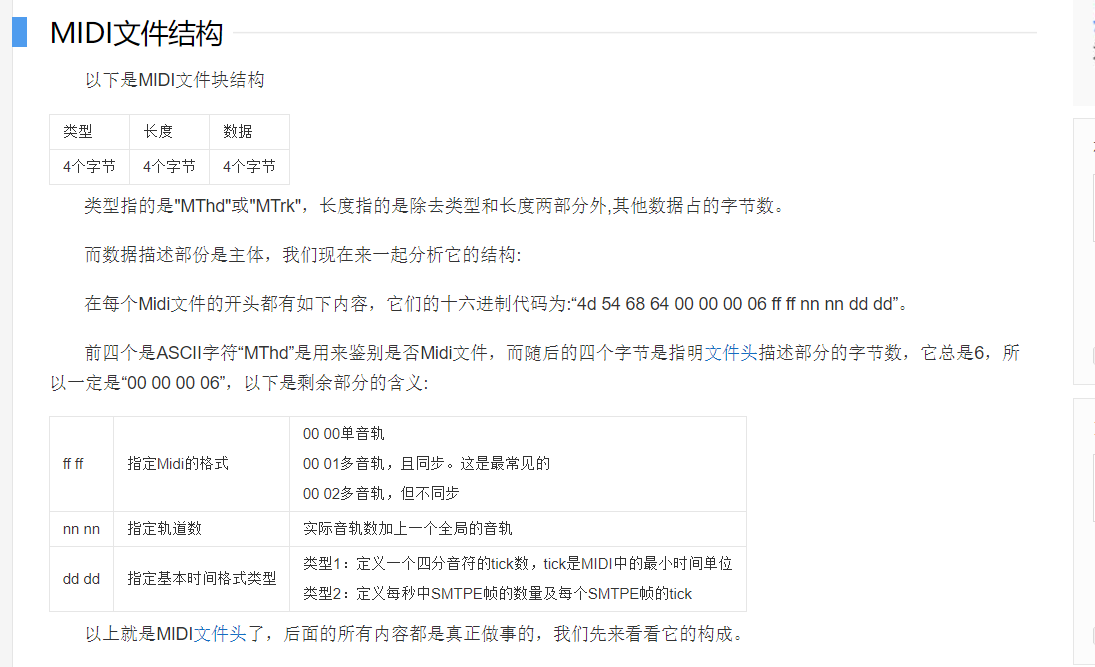 MIDI文件结构
以下是MIDI文件块结构
类型 长度 数据
4个字节 4个字节 4个字节
类型指的是"MThd"或"MTrk"，长度指的是除去类型和长度两部分外,其他数据占的字节数。
而数据描述部份是主体，我们现在来一起分析它的结构:
在每个Midi文件的开头都有如下内容，它们的十六进制代码为:“4d 54 68 64 00 00 00 06 ff ff nn nn dd dd”。
前四个是ASCII字符“MThd”是用来鉴别是否Midi文件，而随后的四个字节是指明文件头描述部分的字节数，它总是6，所
以一定是“00 00 00 06”，以下是剩余部分的含义:
ff ff 指定Midi的格式
00 00单音轨
00 01多音轨，且同步。这是最常见的
00 02多音轨，但不同步
nn nn 指定轨道数 实际音轨数加上一个全局的音轨
dd dd 指定基本时间格式类型
类型1：定义一个四分音符的tick数，tick是MIDI中的最小时间单位
类型2：定义每秒中SMTPE帧的数量及每个SMTPE帧的tick
以上就是MIDI文件头了，后面的所有内容都是真正做事的，我们先来看看它的构成。